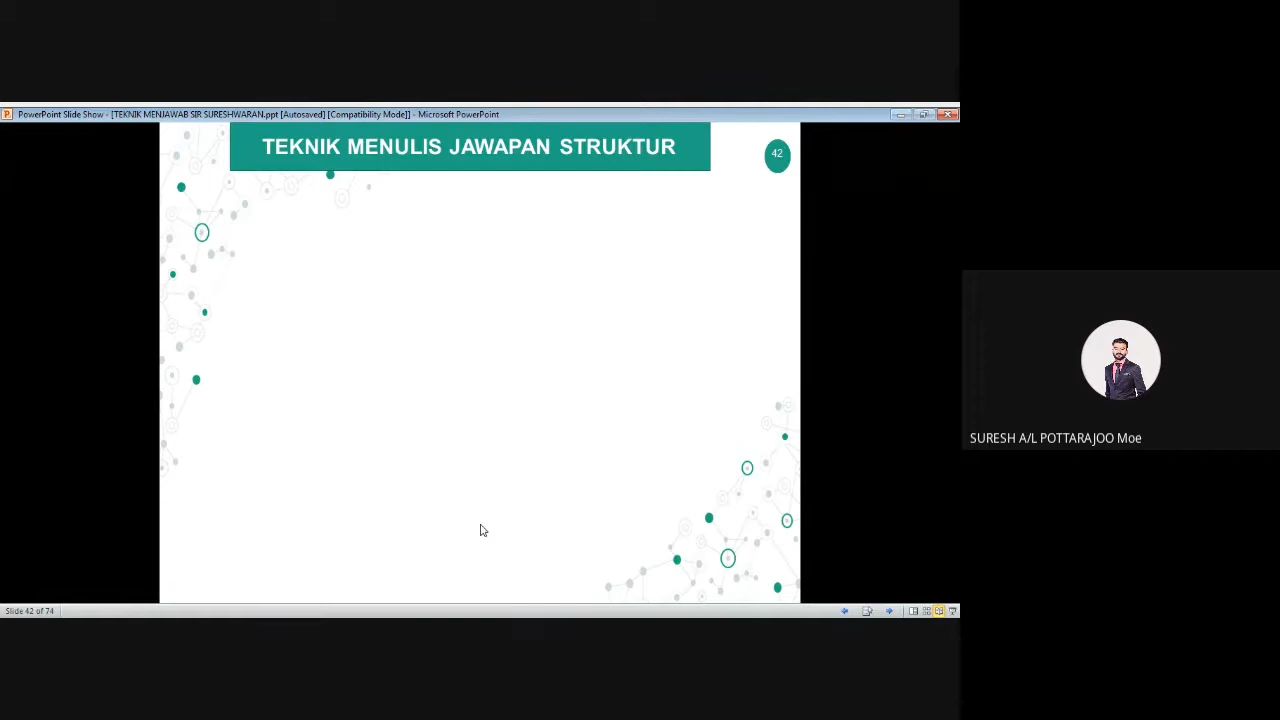 PowerPoint Slide Show - [TEKNIK MENJAWAB SIR SURESHWARAN.ppt [Autosaved] [Compatibility Mode]] - Microsoft PowerPoint
TEKNIK MENULIS JAWAPAN STRUKTUR
42
SURESH A/L POTTARAJOO Moe
Slide 42 of 74